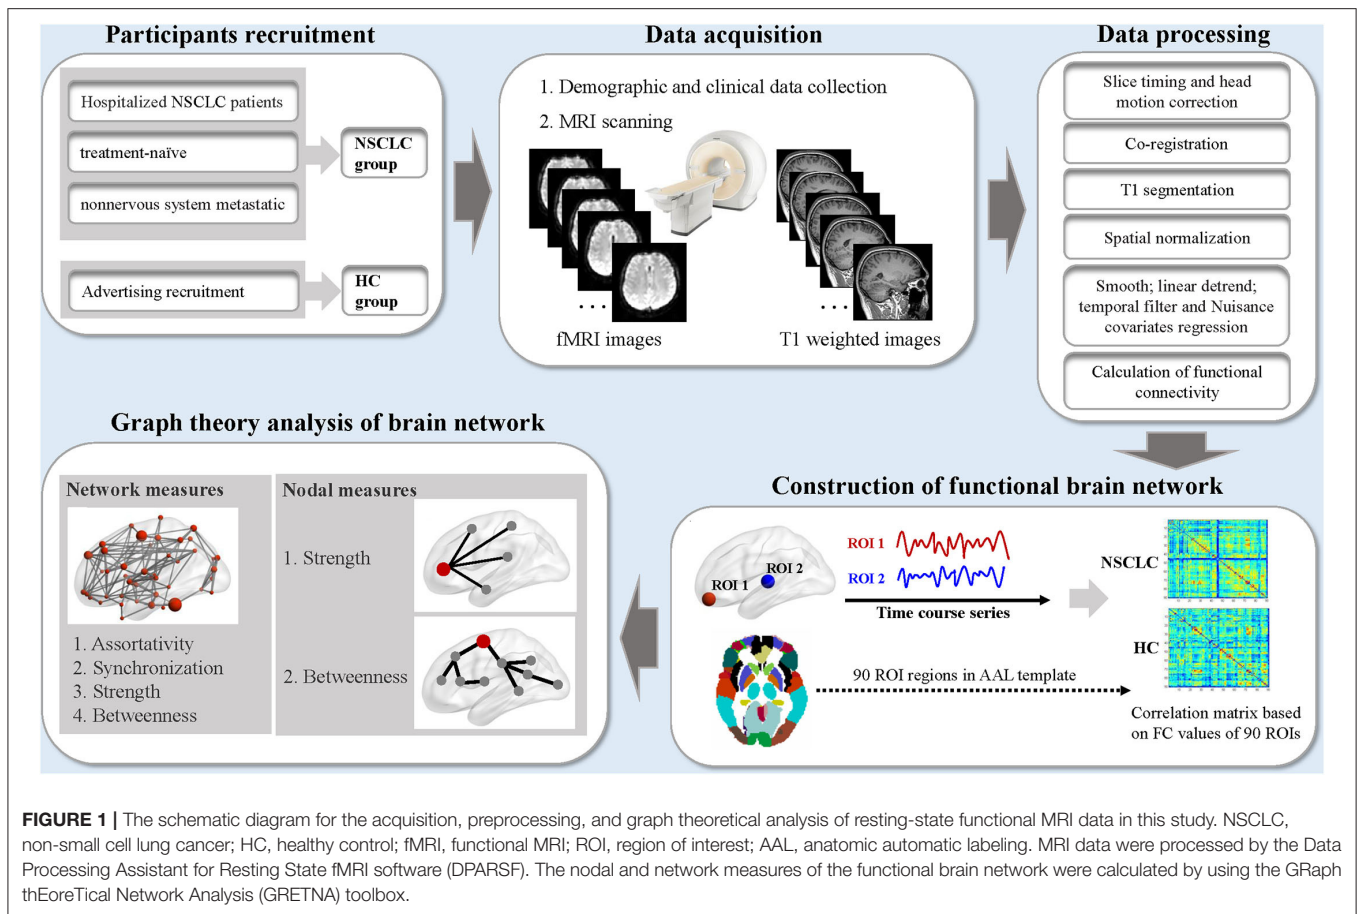 Participants recruitment
Hospitalized NSCLC patients
treatment-naïve
nonnervous system metastatic
NSCLC
group
Advertising recruitment
HC
group
Data acquisition
1. Demographic and clinical data collection
2. MRI scanning
. . .
. . .
fMRI images
T1 weighted images
Data processing
Slice timing and head
motion correction
Co-registration
T1 segmentation
Spatial normalization
Smooth; linear detrend;
temporal filter and Nuisance
covariates regression
Calculation of functional
connectivity
Construction of functional brain network
ROI 1
ROI 2
ROI 1
ROI 2
Time course series
NSCLC
HC
90 ROI regions in AAL template
Correlation matrix based
on FC values of 90 ROIs
Graph theory analysis of brain network
Network measures
1. Assortativity
2. Synchronization
3. Strength
4. Betweenness
Nodal measures
1. Strength
2. Betweenness
FIGURE 1 | The schematic diagram for the acquisition, preprocessing, and graph theoretical analysis of resting-state functional MRI data in this study. NSCLC,
non-small cell lung cancer; HC, healthy control; fMRI, functional MRI; ROI, region of interest; AAL, anatomic automatic labeling. MRI data were processed by the Data
Processing Assistant for Resting State fMRI software (DPARSF). The nodal and network measures of the functional brain network were calculated by using the GRaph
thEoreTical Network Analysis (GRETNA) toolbox.